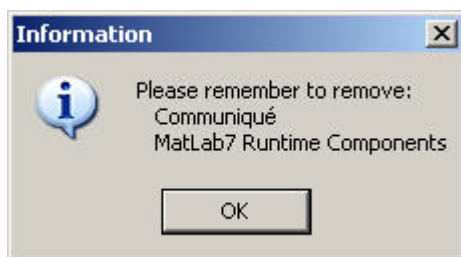 Information
Please remember to remove:
Communiqué
MatLab7 Runtime Components
OK